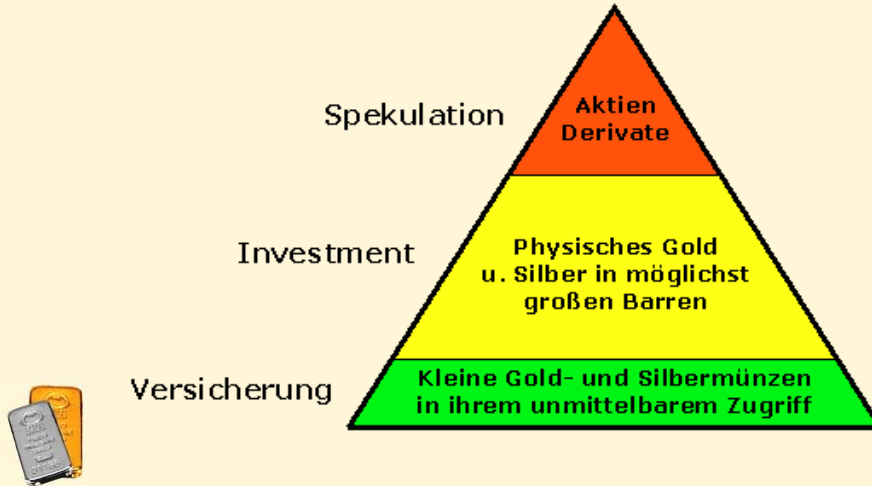 Spekulation
Aktien
Derivate
Investment
Physisches Gold
u. Silber in möglichst
großen Barren
Versicherung
Kleine Gold- und Silbermünzen
in ihrem unmittelbarem Zugriff